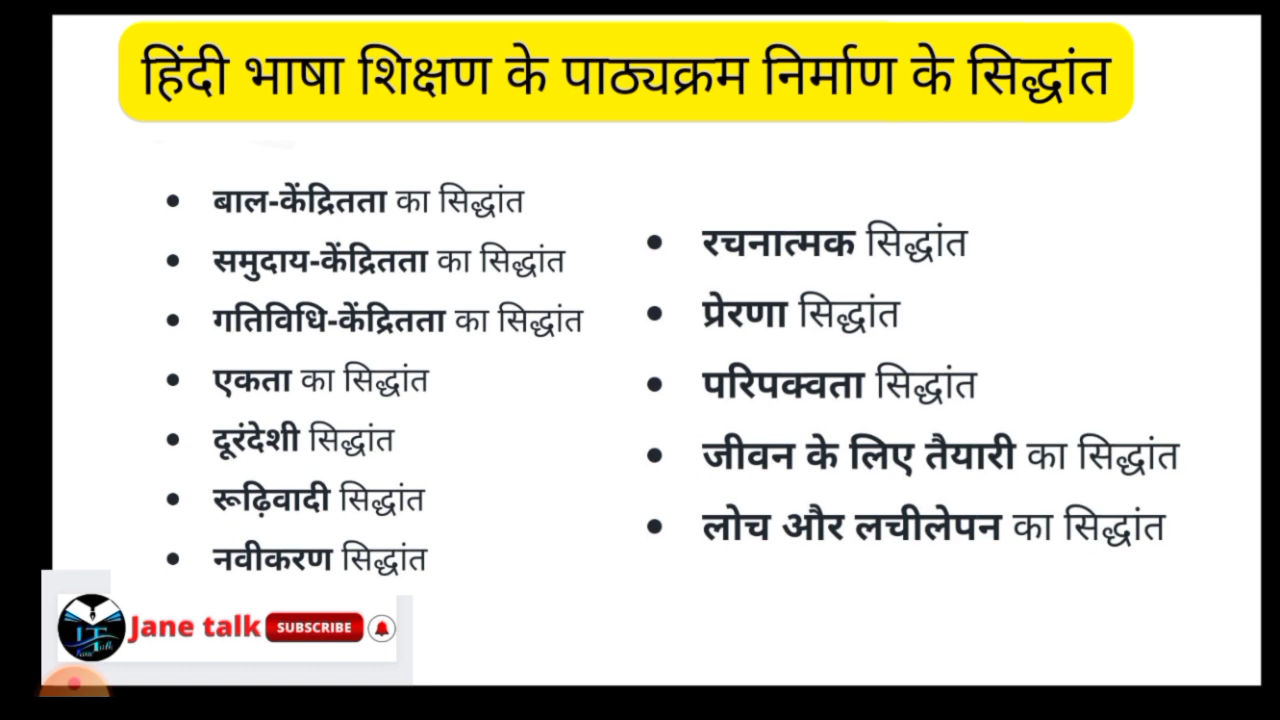 हिंदी भाषा शिक्षण के पाठ्यक्रम निर्माण के सिद्धांत
बाल-केंद्रितता का सिद्धांत
समुदाय-केंद्रितता का सिद्धांत
गतिविधि-केंद्रितता का सिद्धांत
एकता का सिद्धांत
दूरंदेशी सिद्धांत
रूढ़िवादी सिद्धांत
नवीकरण सिद्धांत
रचनात्मक सिद्धांत
प्रेरणा सिद्धांत
परिपक्वता सिद्धांत
जीवन के लिए तैयारी का सिद्धांत
लोच और लचीलेपन का सिद्धांत
Jane talk SUBSCRIBE